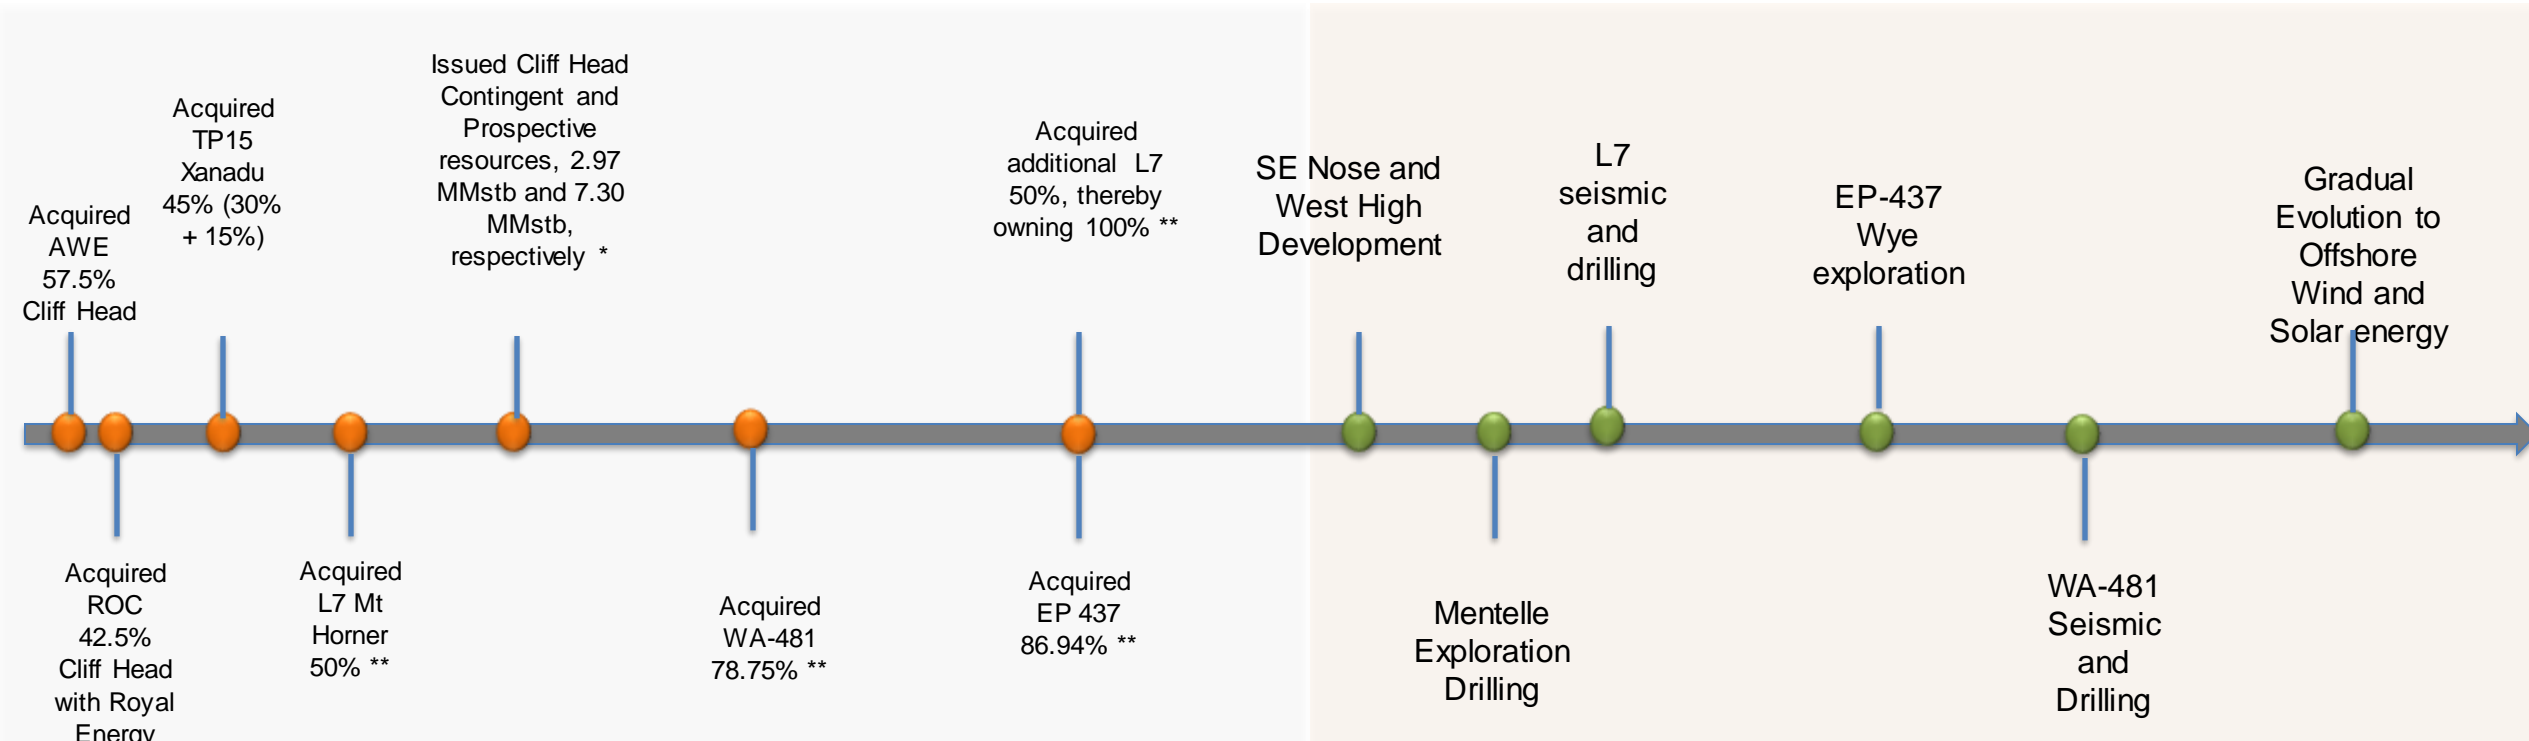 Acquired
AWE
57.5%
Cliff Head
Acquired
TP15
Xanadu
45% (30%
+ 15%)
Issued Cliff Head
Contingent and
Prospective
resources, 2.97
MMstb and 7.30
MMstb,
respectively *
Acquired
additional L7
50%, thereby
owning 100% **
SE Nose and
West High
Development
L7
seismic
and
drilling
EP-437
Wye
exploration
Gradual
Evolution to
Offshore
Wind and
Solar energy
Acquired
ROC
42.5%
Cliff Head
with Royal
Energy
Acquired
L7 Mt
Horner
50% **
Acquired
WA-481
78.75% **
Acquired
EP 437
86.94% **
Mentelle
Exploration
Drilling
WA-481
Seismic
and
Drilling